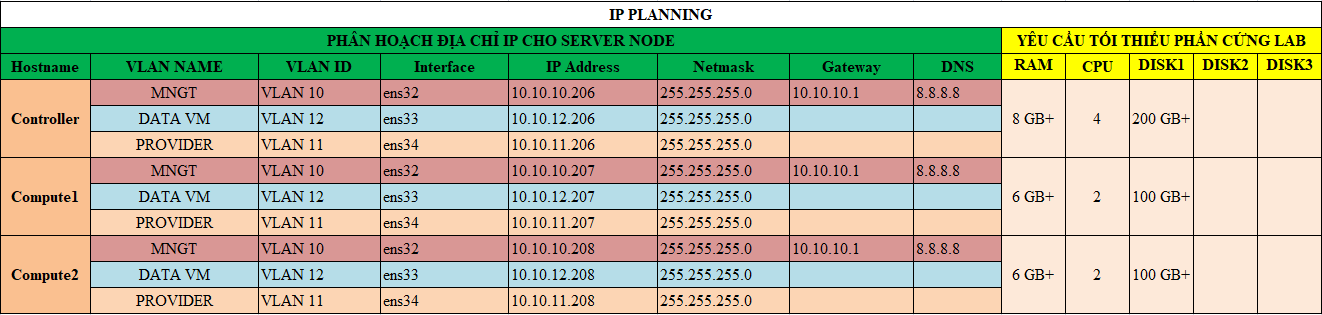 IP PLANNING
PHÂN HOẠCH ĐỊA CHỈ IP CHO SERVER NODE YÊU CẦU TỐI THIỂU PHẦN CỨNG LAB
Hostname VLAN NAME VLAN ID Interface IP Address Netmask Gateway DNS RAM CPU DISK1 DISK2 DISK3
MNGT VLAN 10 ens32 10.10.10.206 255.255.255.0 10.10.10.1 8.8.8.8
Controller DATA VM VLAN 12 ens33 10.10.12.206 255.255.255.0 8 GB+ 4 200 GB+
PROVIDER VLAN 11 ens34 10.10.11.206 255.255.255.0
MNGT VLAN 10 ens32 10.10.10.207 255.255.255.0 10.10.10.1 8.8.8.8
Compute1 DATA VM VLAN 12 ens33 10.10.12.207 255.255.255.0 6 GB+ 2 100 GB+
PROVIDER VLAN 11 ens34 10.10.11.207 255.255.255.0
MNGT VLAN 10 ens32 10.10.10.208 255.255.255.0 10.10.10.1 8.8.8.8
Compute2 DATA VM VLAN 12 ens33 10.10.12.208 255.255.255.0 6 GB+ 2 100 GB+
PROVIDER VLAN 11 ens34 10.10.11.208 255.255.255.0